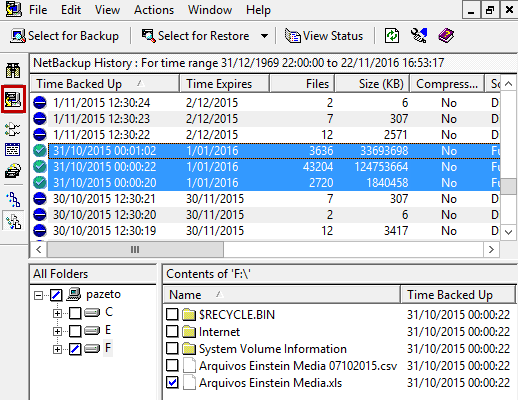 File Edit View Actions Window Help
Select for Backup Select for Restore View Status
NetBackup History : For time range 31/12/1969 22:00:00 to 22/11/2016 16:53:17
Time Backed Up Time Expires Files Size (KB) Compress... Sc
1/11/2015 12:30:24 2/12/2015 2 6 No D
1/11/2015 12:30:23 2/12/2015 7 307 No D
1/11/2015 12:30:22 2/12/2015 12 2571 No D
31/10/2015 00:01:02 1/01/2016 3636 33693698 No Fu
31/10/2015 00:00:22 1/01/2016 43204 124753664 No Fu
31/10/2015 00:00:20 1/01/2016 2720 1840458 No Fu
30/10/2015 12:30:21 30/11/2015 7 307 No D
30/10/2015 12:30:20 30/11/2015 2 6 No D
30/10/2015 12:30:19 30/11/2015 12 3417 No D
All Folders
pazeto
C
E
F
Contents of 'F:\'
Name Time Backed Up
$RECYCLE.BIN 31/10/2015 00:00:22
Internet 31/10/2015 00:00:22
System Volume Information 31/10/2015 00:00:22
Arquivos Einstein Media 07102015.csv 31/10/2015 00:00:22
Arquivos Einstein Media.xls 31/10/2015 00:00:22